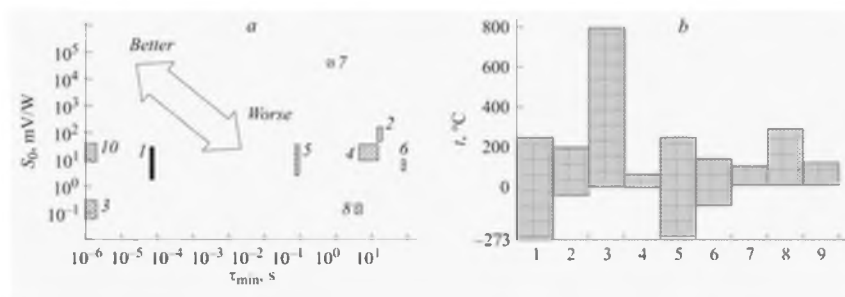 a
Better
Worse
S₀, mV/W
10⁵
10⁴
10³
10²
10¹
10⁰
10⁻¹
10
1
3
5
4
2
6
7
8
10⁻⁶ 10⁻⁵ 10⁻⁴ 10⁻³ 10⁻² 10⁻¹ 10⁰ 10¹
τmin, s
b
t, °C
800
600
400
200
0
−273
1 2 3 4 5 6 7 8 9